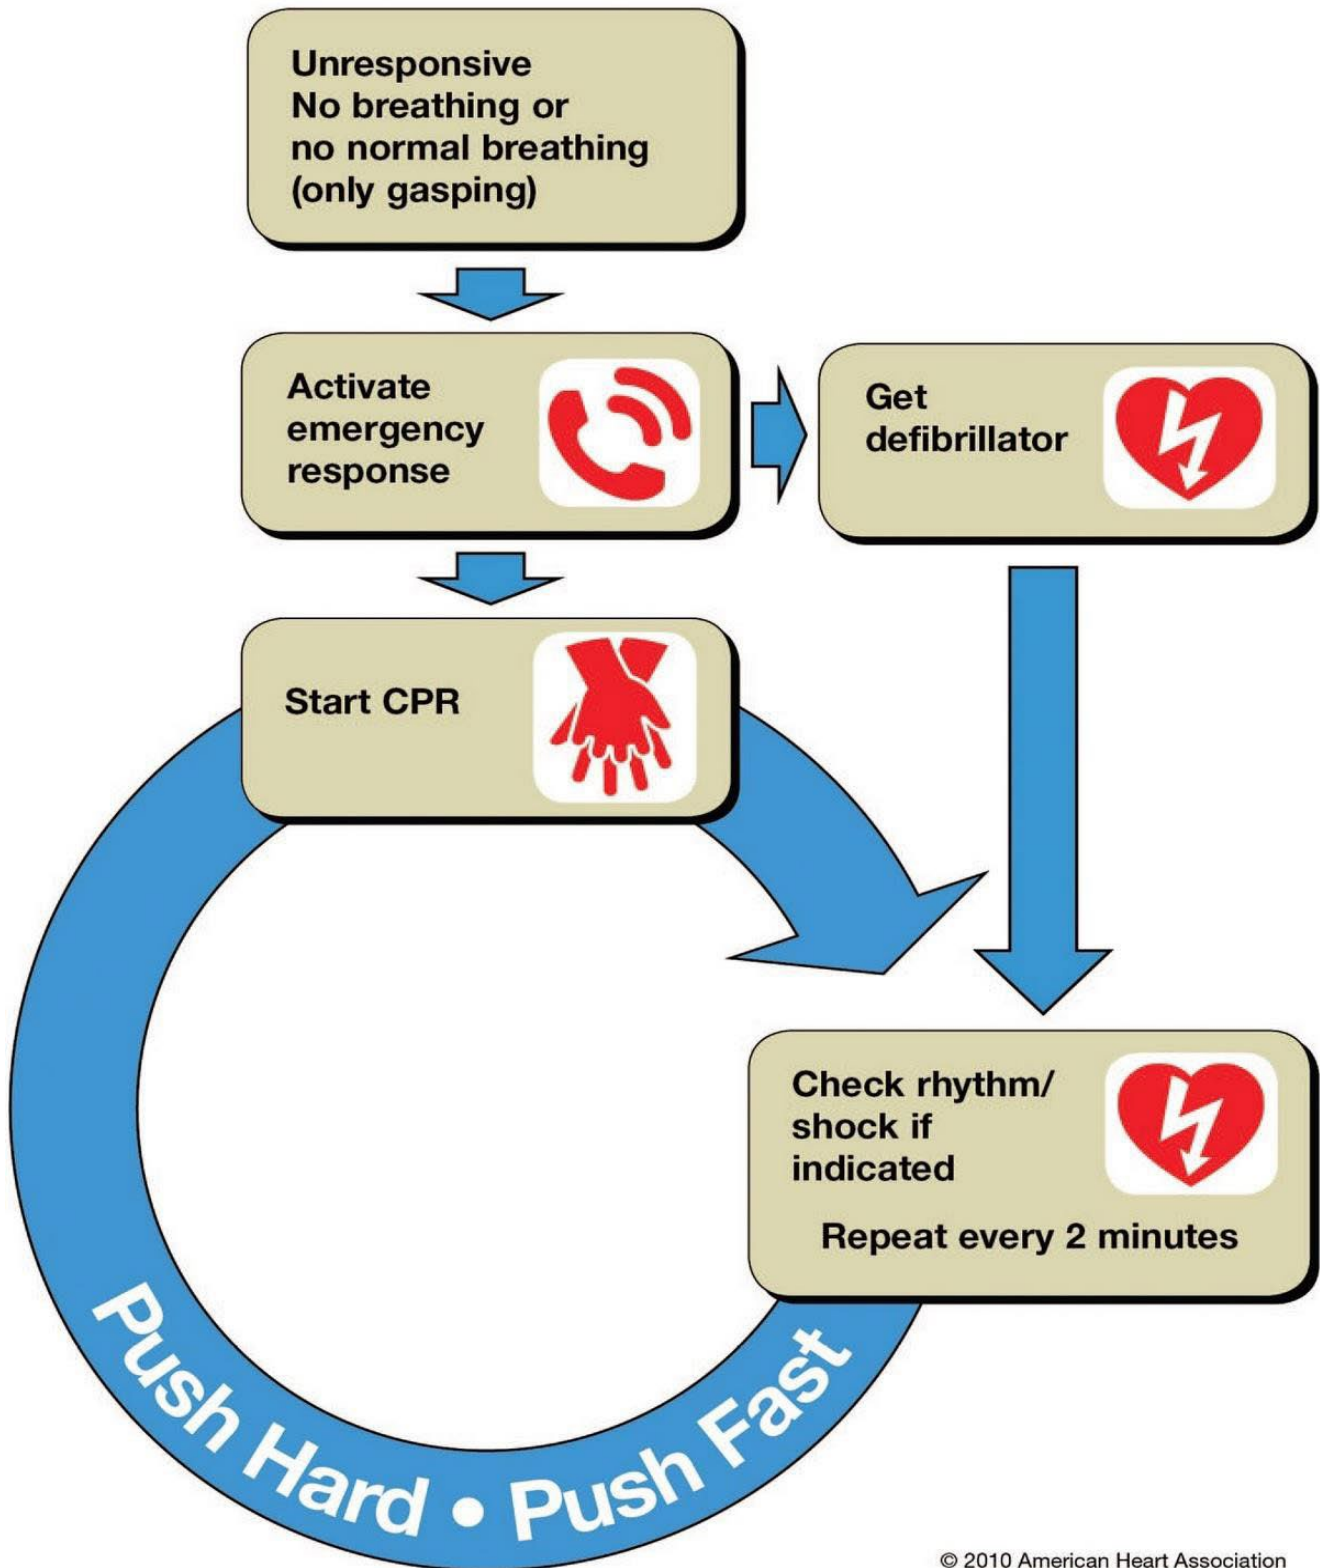 Unresponsive
No breathing or
no normal breathing
(only gasping)
Activate
emergency
response
Get
defibrillator
Start CPR
Check rhythm/
shock if
indicated
Repeat every 2 minutes
Push Hard • Push Fast
© 2010 American Heart Association